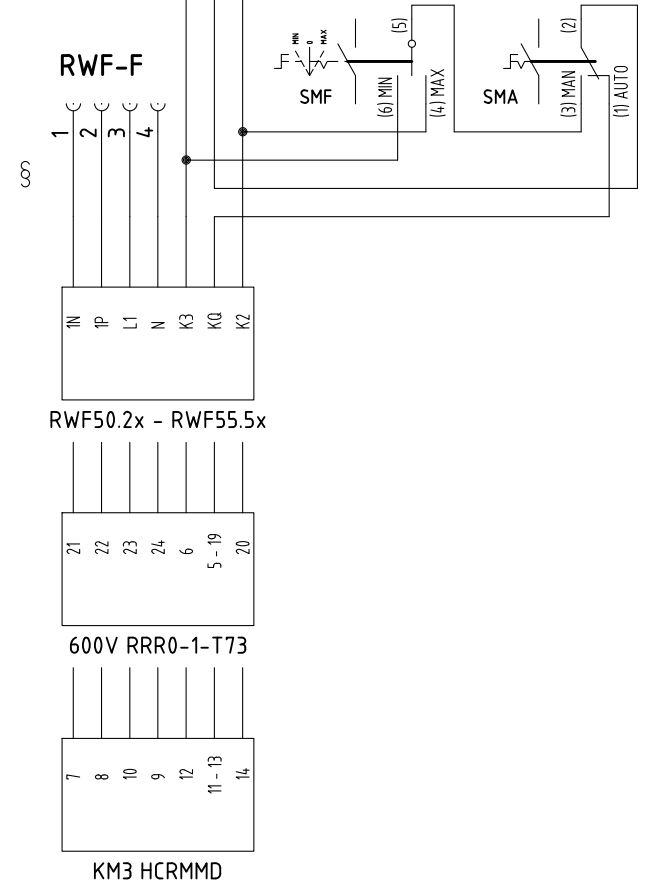 MIN
0
MAX
(5)
(2)
RWF-F
SMF
(6) MIN
(4) MAX
SMA
(3) MAN
(1) AUTO
1
2
3
4
1N
1P
L1
N
K3
KQ
K2
RWF50.2x - RWF55.5x
21
22
23
24
6
5 - 19
20
600V RRR0-1-T73
7
8
10
9
12
11 - 13
14
KM3 HCRMMD